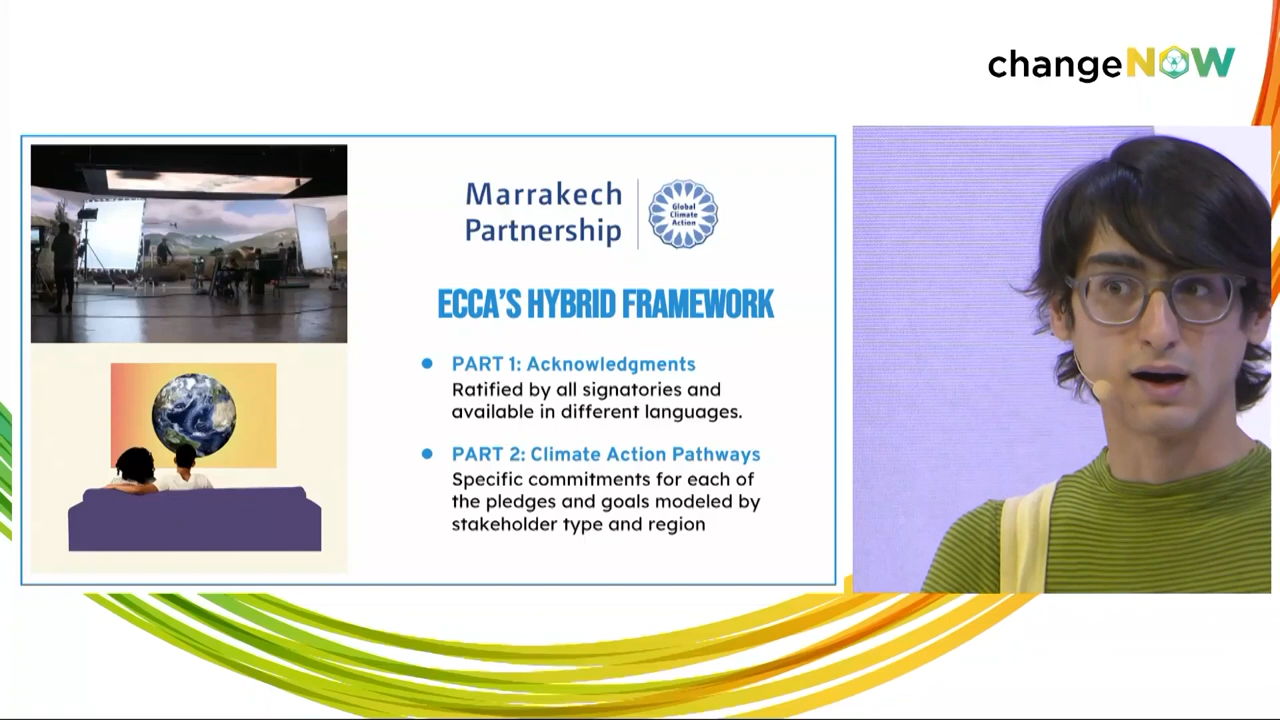 changeNOW
Marrakech
Partnership
Global
Climate
Action
ECCA'S HYBRID FRAMEWORK
PART 1: Acknowledgments
Ratified by all signatories and
available in different languages.
PART 2: Climate Action Pathways
Specific commitments for each of
the pledges and goals modeled by
stakeholder type and region